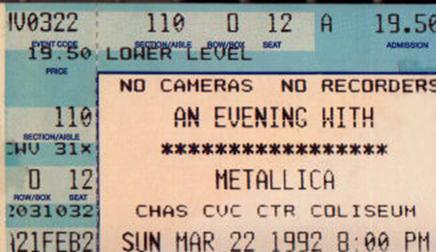 IV0322 110 D 12 A 19.50
EVENT CODE SECTION/AISLE ROW/BOX SEAT ADMISSION
19.50 LOWER LEVEL
PRICE
NO CAMERAS NO RECORDERS
110 AN EVENING WITH
SECTION/AISLE
CWV 31× *****************
D 12 METALLICA
ROW/BOX SEAT
2031032 CHAS CVC CTR COLISEUM
A21FEB2 SUN MAR 22 1992 8:00 PM